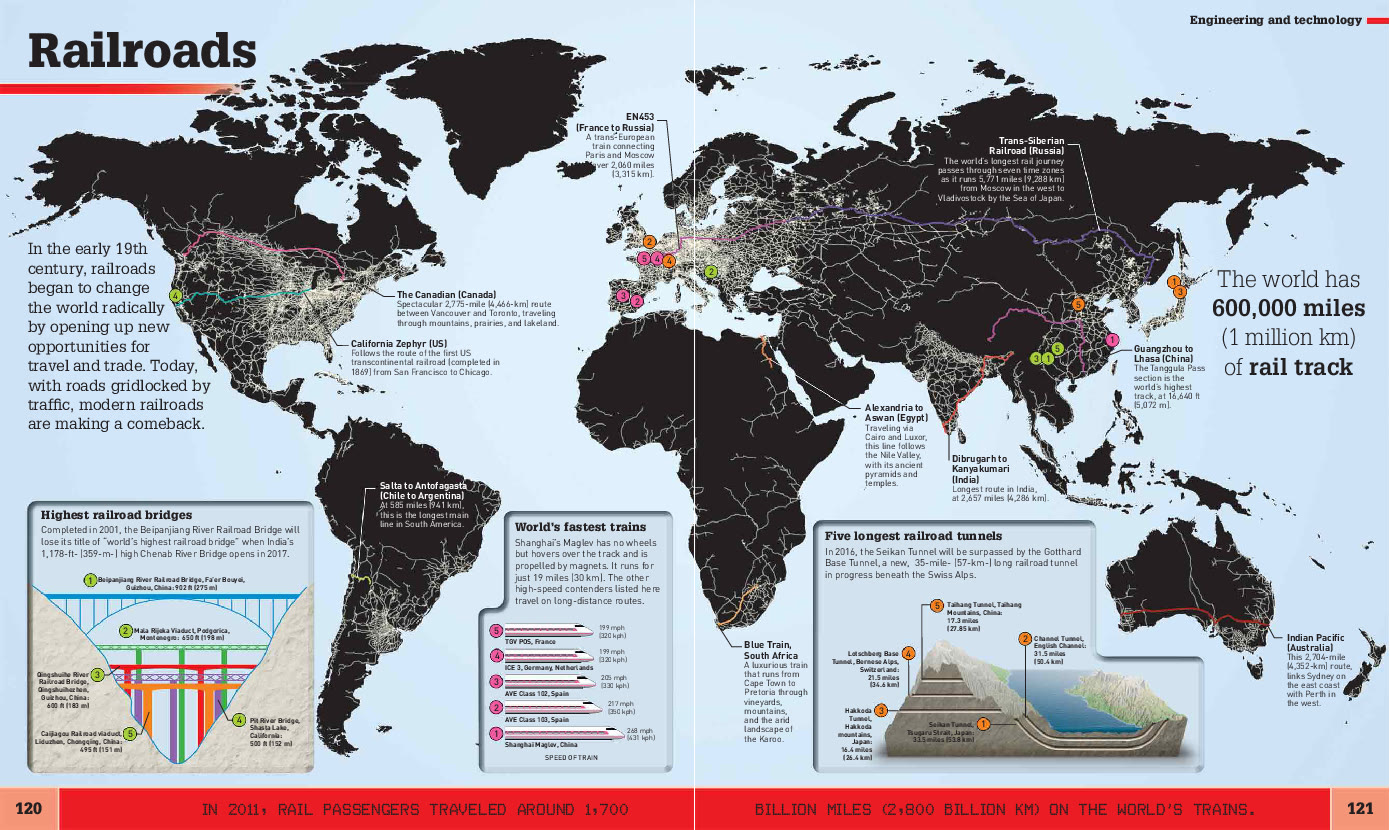 Engineering and technology
Railroads
In the early 19th
century, railroads
began to change
the world radically
by opening up new
opportunities for
travel and trade. Today,
with roads gridlocked by
traffic, modern railroads
are making a comeback.
EN453
(France to Russia)
A trans-European
train connecting
Paris and Moscow
over 2,060 miles
(3,315 km).
Trans-Siberian
Railroad (Russia)
The world's longest rail journey
passes through seven time zones
as it runs 5,771 miles (9,288 km)
from Moscow in the west to
Vladivostock by the Sea of Japan.
The world has
600,000 miles
(1 million km)
of rail track
The Canadian (Canada)
Spectacular 2,775-mile (4,466-km) route
between Vancouver and Toronto, traveling
through mountains, prairies, and lakeland.
California Zephyr (US)
Follows the route of the first US
transcontinental railroad (completed in
1869) from San Francisco to Chicago.
Guangzhou to
Lhasa (China)
The Tanggula Pass
section is the
world's highest
track, at 16,640 ft
(5,072 m).
Alexandria to
Aswan (Egypt)
Traveling via
Cairo and Luxor,
this line follows
the Nile Valley,
with its ancient
pyramids and
temples.
Dibrugarh to
Kanyakumari
(India)
Longest route in India,
at 2,657 miles (4,286 km).
Salta to Antofagasta
(Chile to Argentina)
At 585 miles (941 km),
this is the longest main
line in South America.
Blue Train,
South Africa
A luxurious train
that runs from
Cape Town to
Pretoria through
vineyards,
mountains,
and the arid
landscape of
the Karoo.
Indian Pacific
(Australia)
This 2,704-mile
(4,352-km) route,
links Sydney on
the east coast
with Perth in
the west.
2
5
4
4
3
2
2
4
5
1
3
1
3
1
5
Highest railroad bridges
Completed in 2001, the Beipanjiang River Railroad Bridge will
lose its title of "world's highest railroad bridge" when India's
1,178-ft- (359-m-) high Chenab River Bridge opens in 2017.
1
Beipanjiang River Railroad Bridge, Fa'er Bouyei,
Guizhou, China: 902 ft (275 m)
2
Mala Rijeka Viaduct, Podgorica,
Montenegro: 650 ft (198 m)
3
Qingshuihe River
Railroad Bridge,
Qingshuihezhen,
Guizhou, China:
600 ft (183 m)
4
Pit River Bridge,
Shasta Lake,
California:
500 ft (152 m)
5
Caijiagou Railroad viaduct,
Liduzhen, Chongqing, China:
495 ft (151 m)
World's fastest trains
Shanghai's Maglev has no wheels
but hovers over the track and is
propelled by magnets. It runs for
just 19 miles (30 km). The other
high-speed contenders listed here
travel on long-distance routes.
5
199 mph
(320 kph)
TGV POS, France
4
199 mph
(320 kph)
ICE 3, Germany, Netherlands
3
205 mph
(330 kph)
AVE Class 102, Spain
2
217 mph
(350 kph)
AVE Class 103, Spain
1
268 mph
(431 kph)
Shanghai Maglev, China
SPEED OF TRAIN
Five longest railroad tunnels
In 2016, the Seikan Tunnel will be surpassed by the Gotthard
Base Tunnel, a new, 35-mile- (57-km-) long railroad tunnel
in progress beneath the Swiss Alps.
5
Taihang Tunnel, Taihang
Mountains, China:
17.3 miles
(27.85 km)
2
Channel Tunnel,
English Channel:
31.5 miles
(50.4 km)
4
Lotschberg Base
Tunnel, Bernese Alps,
Switzerland:
21.5 miles
(34.6 km)
3
Hakkoda
Tunnel,
Hakkoda
mountains,
Japan:
16.4 miles
(26.4 km)
1
Seikan Tunnel,
Tsugaru Strait, Japan:
33.5 miles (53.8 km)
120
IN 2011, RAIL PASSENGERS TRAVELED AROUND 1,700
BILLION MILES (2,800 BILLION KM) ON THE WORLD'S TRAINS.
121